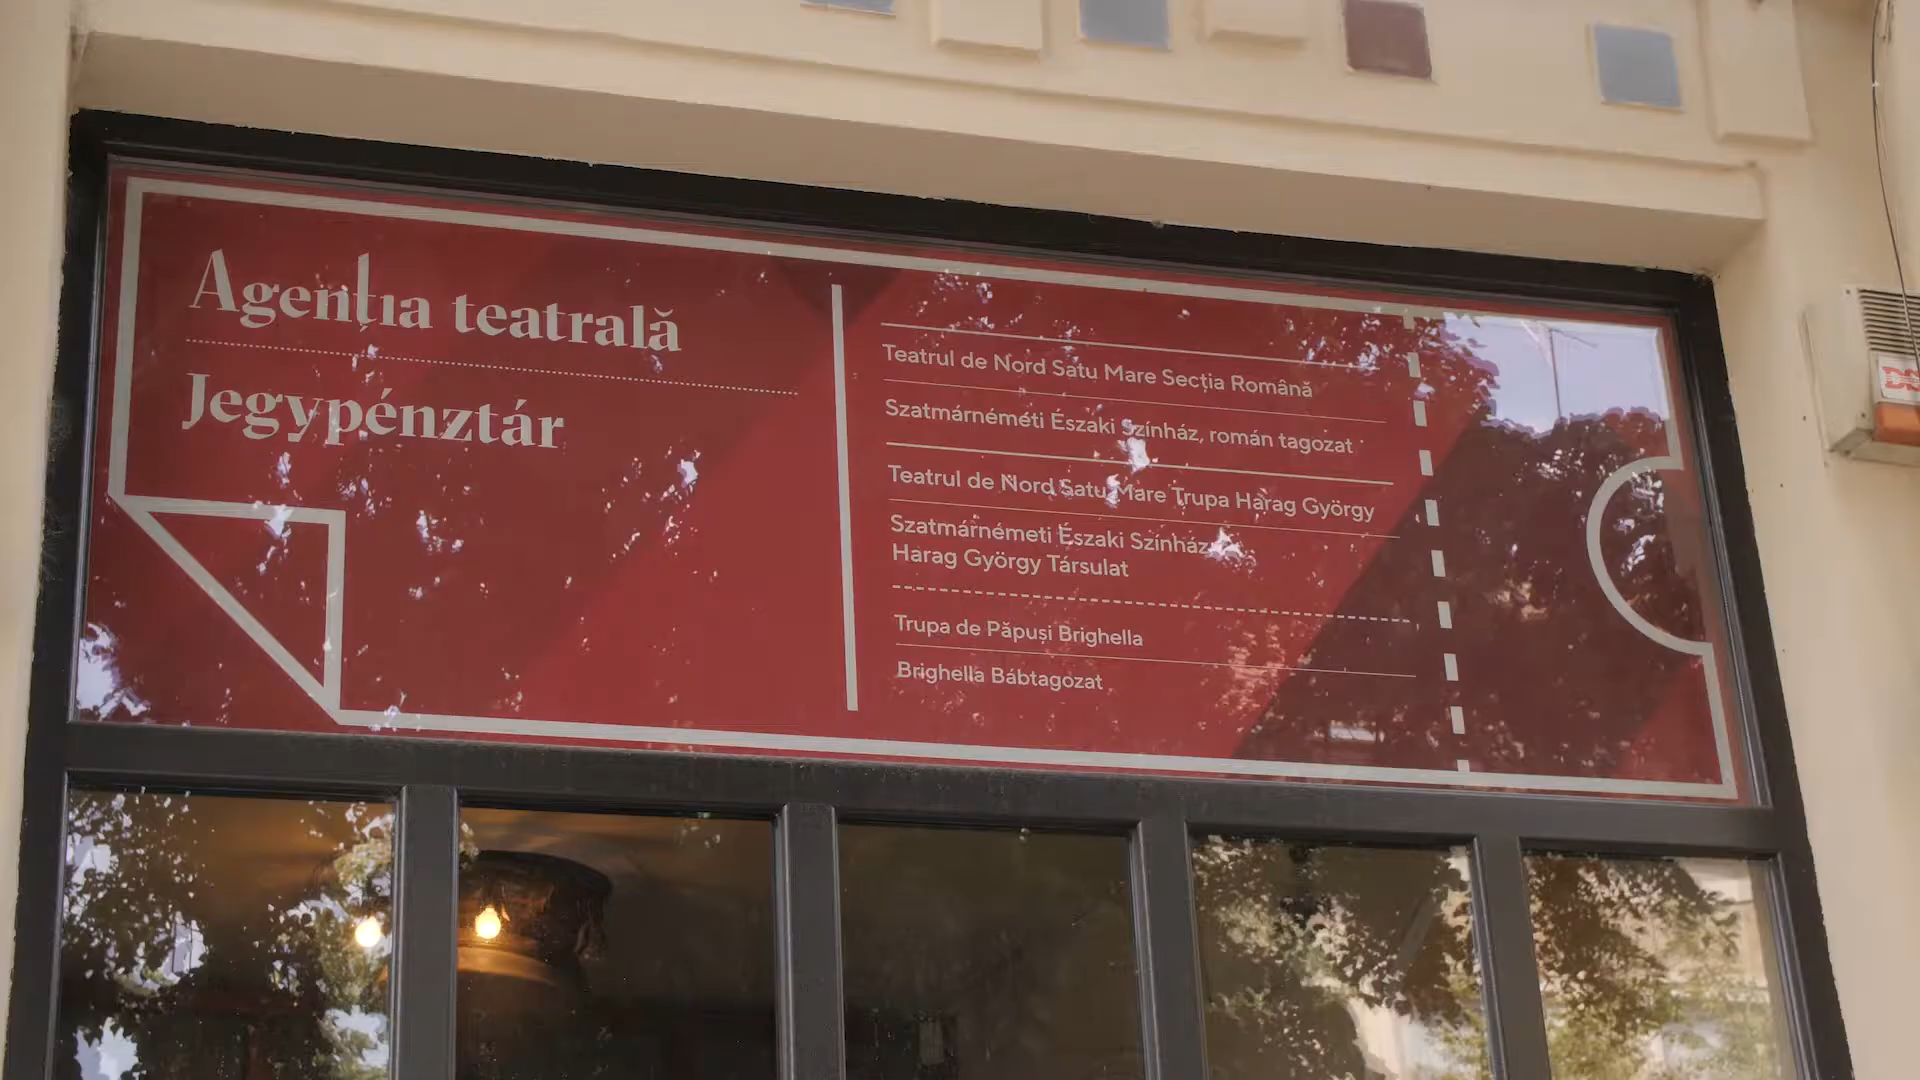 Agenția teatrală
Jegypénztár
Teatrul de Nord Satu Mare Secția Română
Szatmárnémeti Északi Színház, román tagozat
Teatrul de Nord Satu Mare Trupa Harag György
Szatmárnémeti Északi Színház
Harag György Társulat
Trupa de Păpuși Brighella
Brighella Bábtagozat